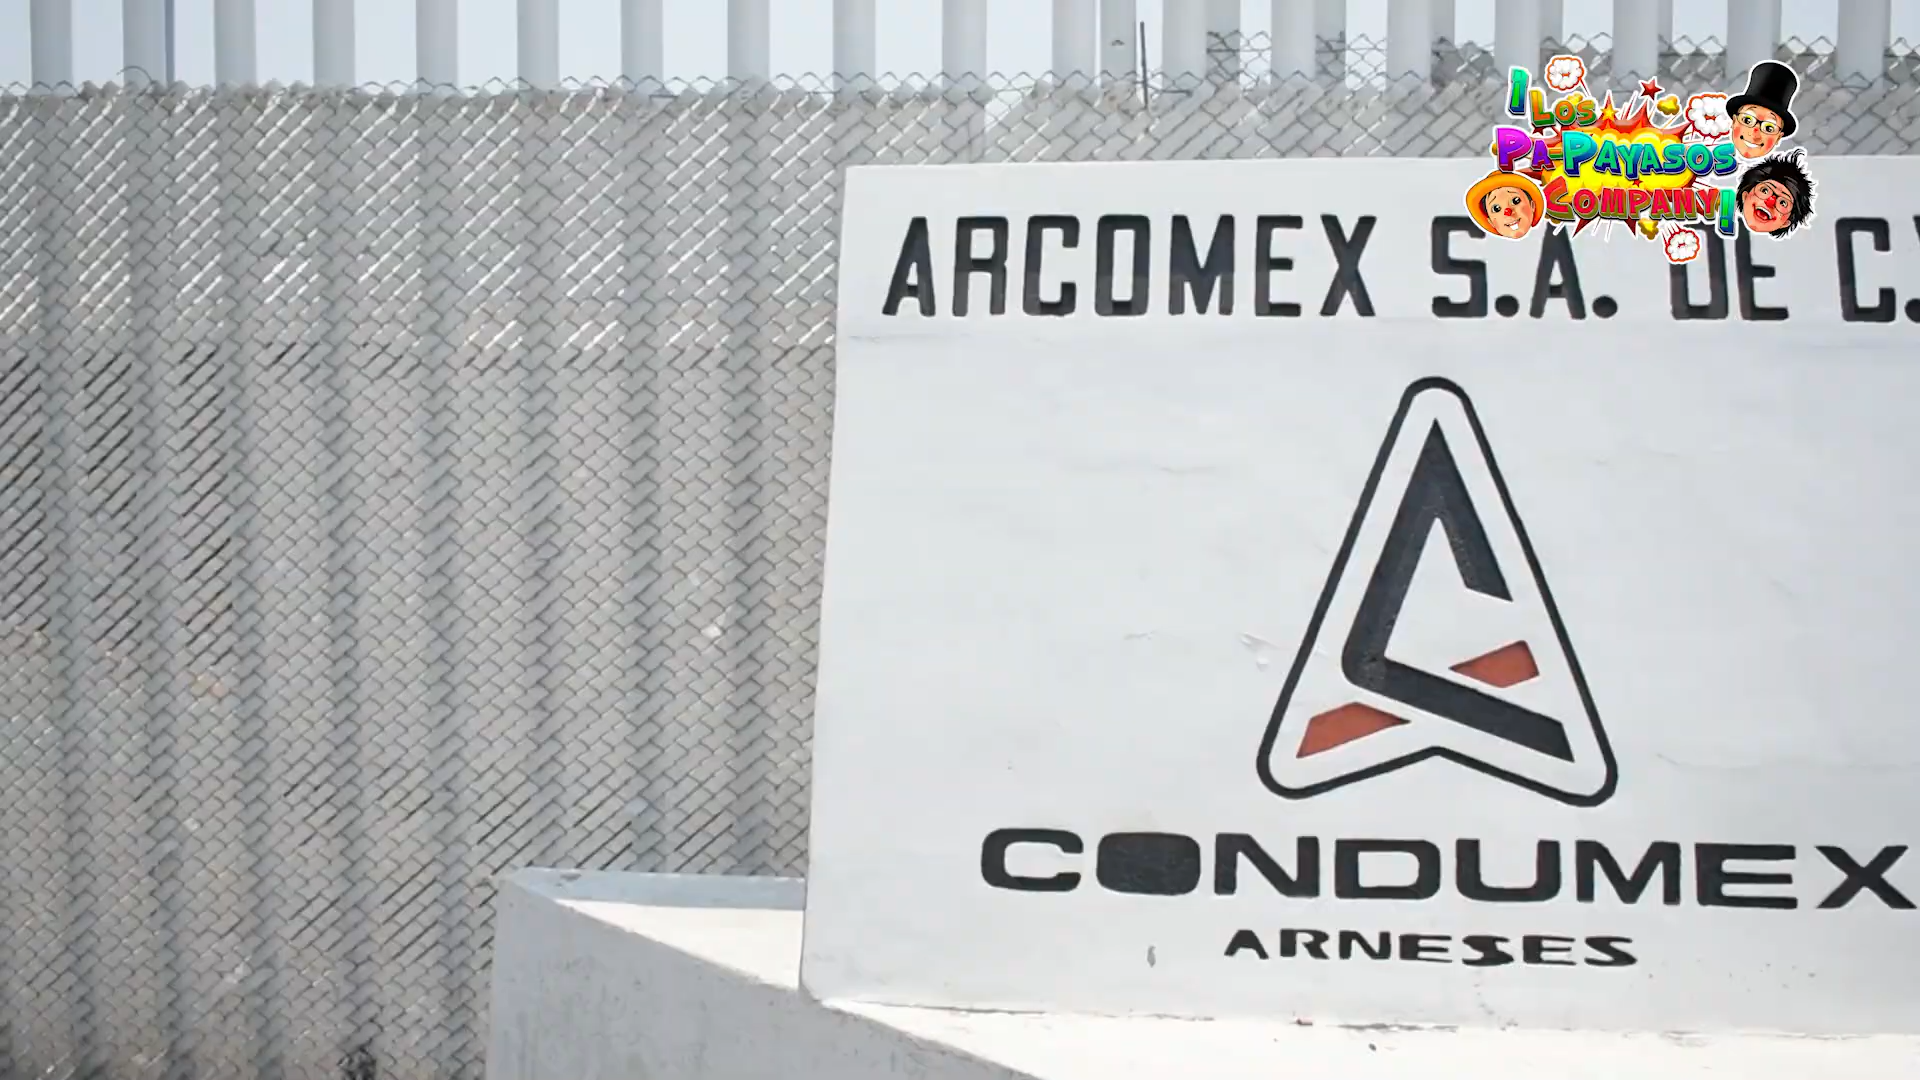 ¡LOS
PA-PAYASOS
COMPANY!
ARCOMEX S.A. DE C.
CONDUMEX
ARNESES